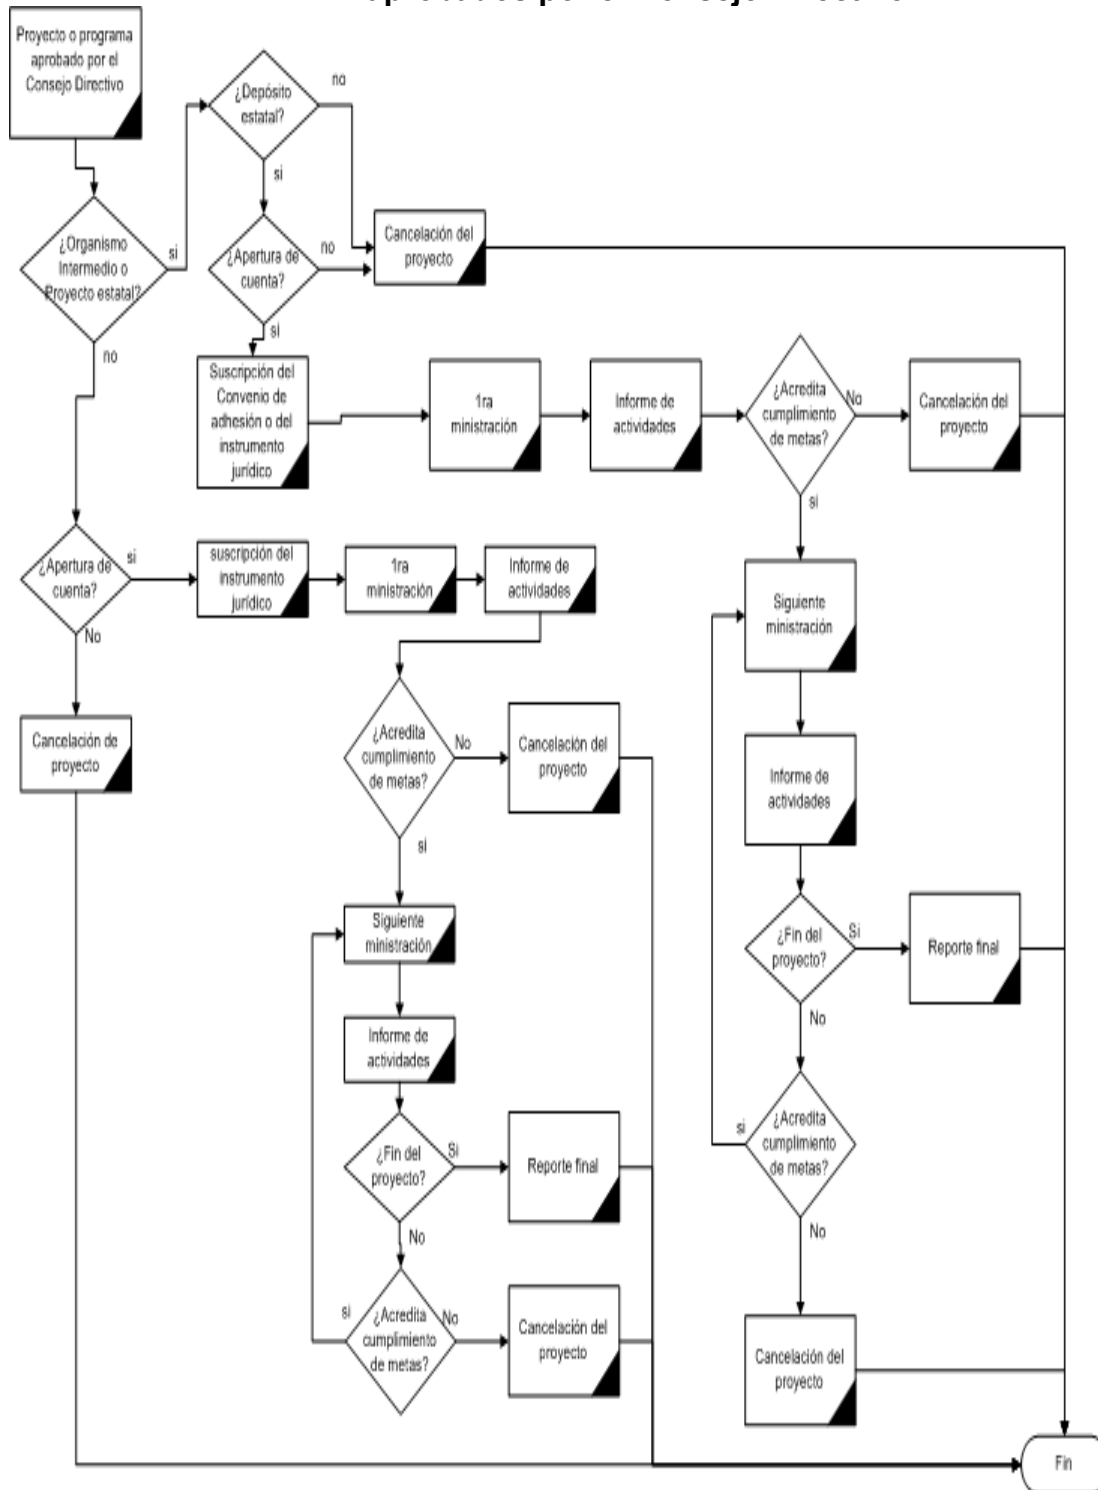 Proyecto o programa
aprobado por el
Consejo Directivo
¿Depósito
estatal?
no
si
¿Organismo
Intermedio o
Proyecto estatal?
si
no
¿Apertura de
cuenta?
no
si
Cancelación del
proyecto
Suscripción del
Convenio de
adhesión o del
instrumento
jurídico
1ra
ministración
Informe de
actividades
¿Acredita
cumplimiento
de metas?
No
si
Cancelación del
proyecto
¿Apertura de
cuenta?
si
No
suscripción del
instrumento
jurídico
1ra
ministración
Informe de
actividades
Siguiente
ministración
Cancelación de
proyecto
¿Acredita
cumplimiento
de metas?
No
si
Cancelación del
proyecto
Informe de
actividades
Siguiente
ministración
¿Fin del
proyecto?
Si
No
Reporte final
Informe de
actividades
¿Fin del
proyecto?
Si
No
Reporte final
¿Acredita
cumplimiento
de metas?
si
No
¿Acredita
cumplimiento
de metas?
si
No
Cancelación del
proyecto
Cancelación del
proyecto
Fin